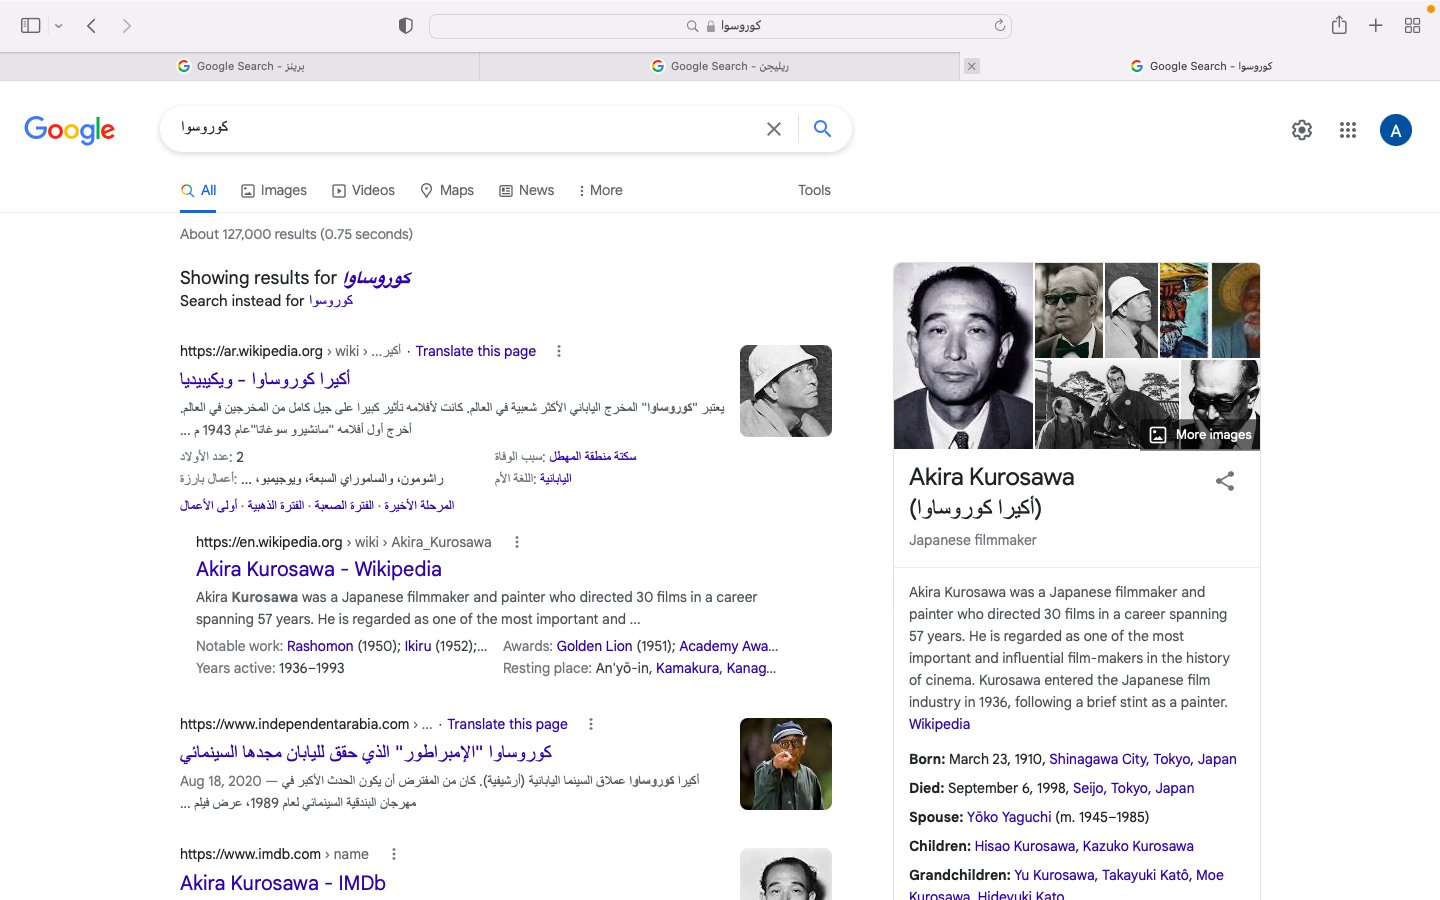 كوروسوا
برينز - Google Search
ريليجن - Google Search
كوروسوا - Google Search
Google
كوروسوا
A
All
Images
Videos
Maps
News
More
Tools
About 127,000 results (0.75 seconds)
Showing results for كوروساوا
Search instead for كوروسوا
https://ar.wikipedia.org › wiki › ...أكير · Translate this page
أكيرا كوروساوا - ويكيبيديا
يعتبر "كوروساوا" المخرج الياباني الأكثر شعبية في العالم. كانت لأفلامه تأثير كبيرا على جيل كامل من المخرجين في العالم.
أخرج أول أفلامه "سانشيرو سوغاتا"عام 1943 م ...
عدد الأولاد: 2
سبب الوفاة: سكتة منطقة المهطل
أعمال بارزة: ... راشومون، والساموراي السبعة، ويوجيمبو،
اللغة الأم: اليابانية
المرحلة الأخيرة · الفترة الصعبة · الفترة الذهبية · أولى الأعمال
https://en.wikipedia.org › wiki › Akira_Kurosawa
Akira Kurosawa - Wikipedia
Akira Kurosawa was a Japanese filmmaker and painter who directed 30 films in a career
spanning 57 years. He is regarded as one of the most important and ...
Notable work: Rashomon (1950); Ikiru (1952);...
Awards: Golden Lion (1951); Academy Awa...
Years active: 1936–1993
Resting place: An'yō-in, Kamakura, Kanag...
https://www.independentarabia.com › ... · Translate this page
كوروساوا "الإمبراطور" الذي حقق لليابان مجدها السينمائي
Aug 18, 2020 — أكيرا كوروساوا عملاق السينما اليابانية (أرشيفية). كان من المفترض أن يكون الحدث الأكبر في
مهرجان البندقية السينمائي لعام 1989، عرض فيلم ...
https://www.imdb.com › name
Akira Kurosawa - IMDb
More images
Akira Kurosawa
(أكيرا كوروساوا)
Japanese filmmaker
Akira Kurosawa was a Japanese filmmaker and
painter who directed 30 films in a career spanning
57 years. He is regarded as one of the most
important and influential film-makers in the history
of cinema. Kurosawa entered the Japanese film
industry in 1936, following a brief stint as a painter.
Wikipedia
Born: March 23, 1910, Shinagawa City, Tokyo, Japan
Died: September 6, 1998, Seijo, Tokyo, Japan
Spouse: Yōko Yaguchi (m. 1945–1985)
Children: Hisao Kurosawa, Kazuko Kurosawa
Grandchildren: Yu Kurosawa, Takayuki Katô, Moe
Kurosawa, Hideyuki Kato